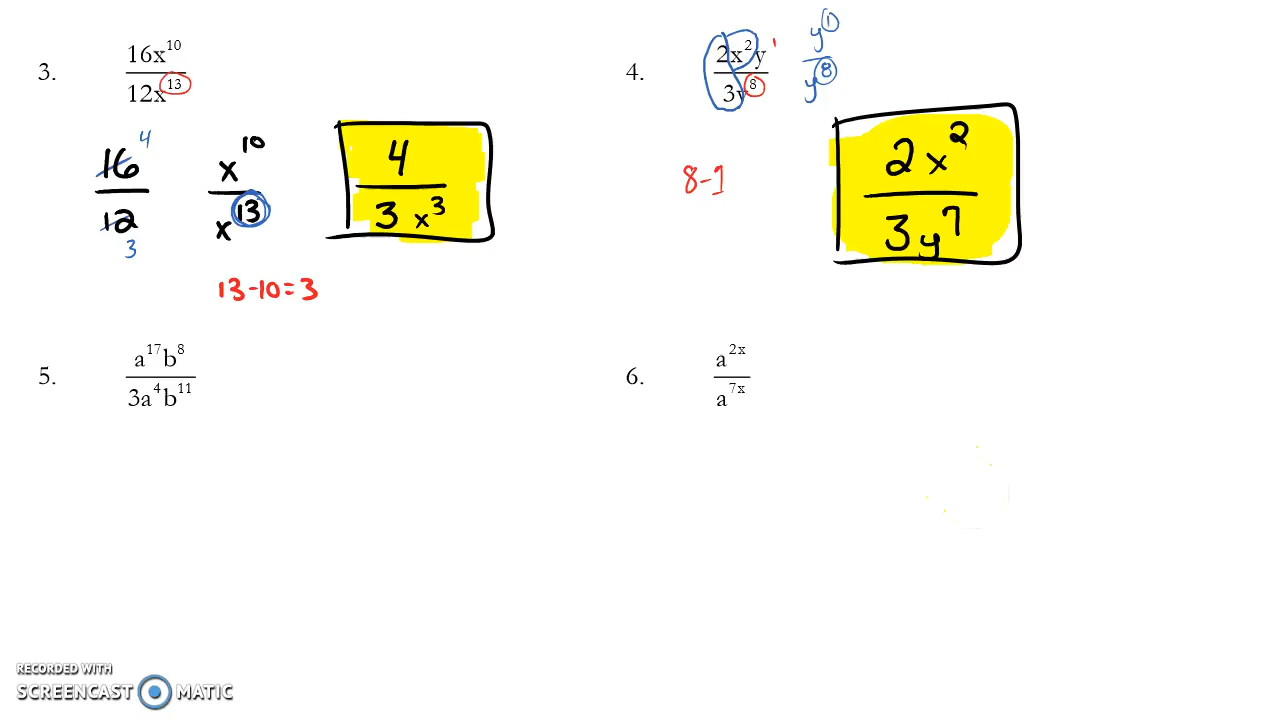 3. 16x^10 / 12x^13
16 4 / 12 3
x^10 / x^13
4 / 3x^3
13-10=3
4. 2x^2y^1 / 3y^8
y^1 / y^8
8-1
2x^2 / 3y^7
5. a^17b^8 / 3a^4b^11
6. a^2x / a^7x
RECORDED WITH
SCREENCAST MATIC